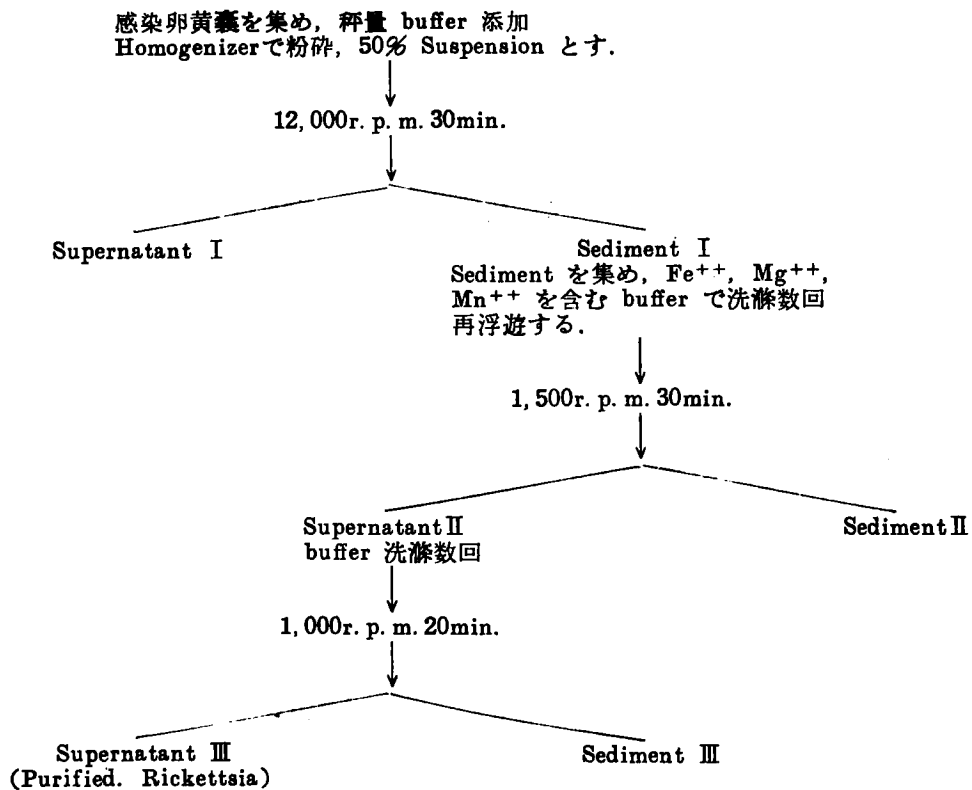 感染卵黄嚢を集め，秤量 buffer 添加
Homogenizerで粉砕，50% Suspension とす．
12,000r. p. m. 30min.
Supernatant Ⅰ
Sediment Ⅰ
Sediment を集め，Fe⁺⁺，Mg⁺⁺，
Mn⁺⁺ を含む buffer で洗滌数回
再浮遊する．
1,500r. p. m. 30min.
Supernatant Ⅱ
buffer 洗滌数回
Sediment Ⅱ
1,000r. p. m. 20min.
Supernatant Ⅲ
(Purified. Rickettsia)
Sediment Ⅲ